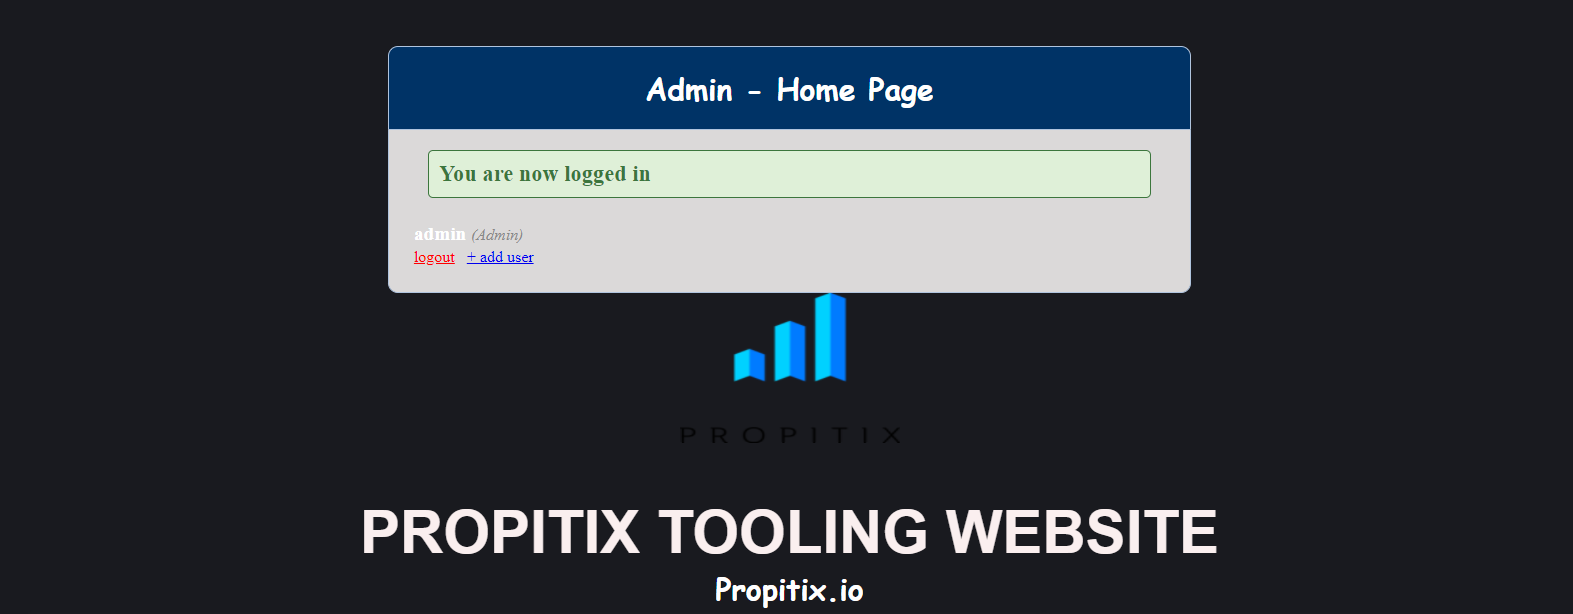 Admin - Home Page
You are now logged in
admin (Admin)
logout + add user
PROPITIX
PROPITIX TOOLING WEBSITE
Propitix.io